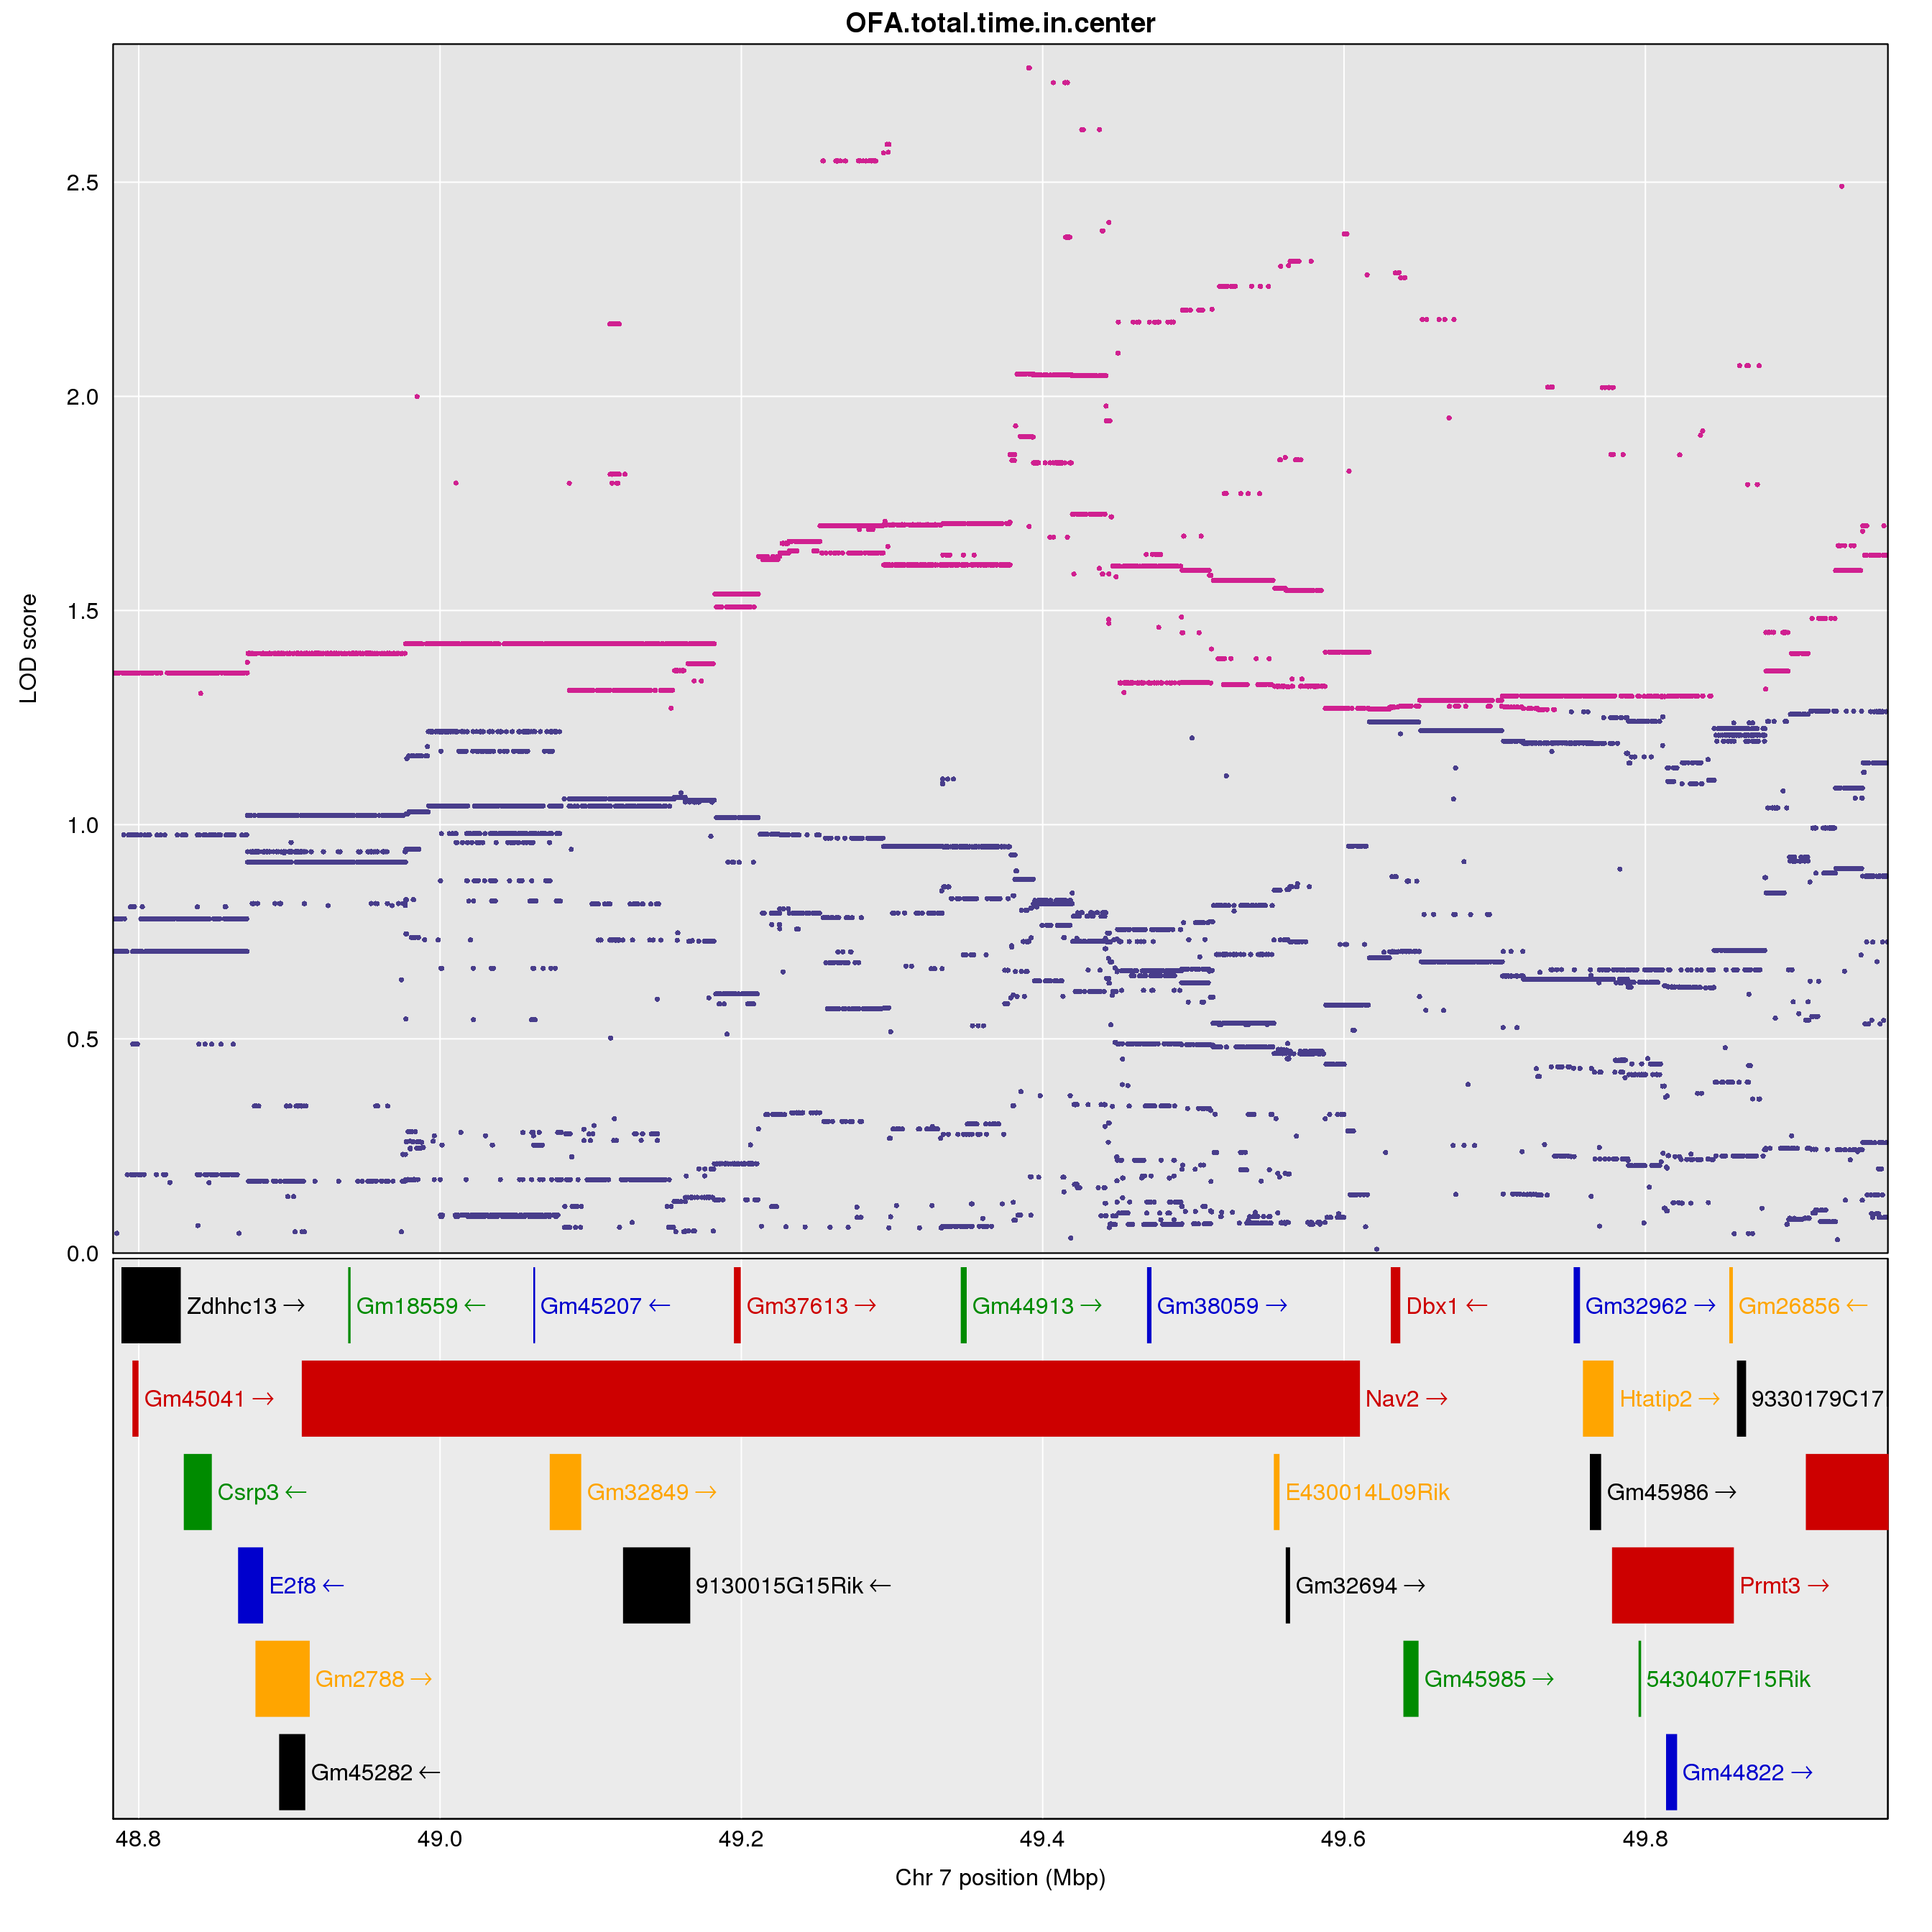 OFA.total.time.in.center
LOD score
2.5
2.0
1.5
1.0
0.5
0.0
Zdhhc13 → Gm18559 ← Gm45207 ← Gm37613 → Gm44913 → Gm38059 → Dbx1 ← Gm32962 → Gm26856 ←
Gm45041 → Nav2 → Htatip2 → 9330179C17
Csrp3 ← Gm32849 → E430014L09Rik Gm45986 →
E2f8 ← 9130015G15Rik ← Gm32694 → Prmt3 →
Gm2788 → Gm45985 → 5430407F15Rik
Gm45282 ← Gm44822 →
48.8 49.0 49.2 49.4 49.6 49.8
Chr 7 position (Mbp)